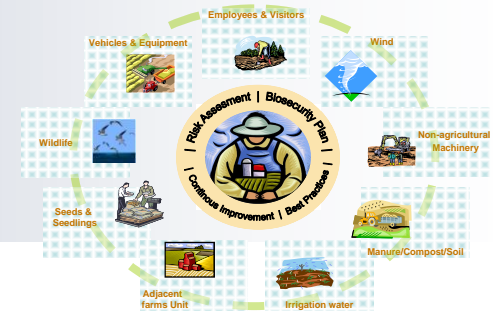 Employees & Visitors
Vehicles & Equipment
Wind
| Risk Assesment | Biosecurity Plan |
Wildlife
Non-agricultural
Machinery
| Continous Improvement | Best Practices |
Seeds &
Seedlings
Manure/Compost/Soil
Adjacent
farms Unit
Irrigation water